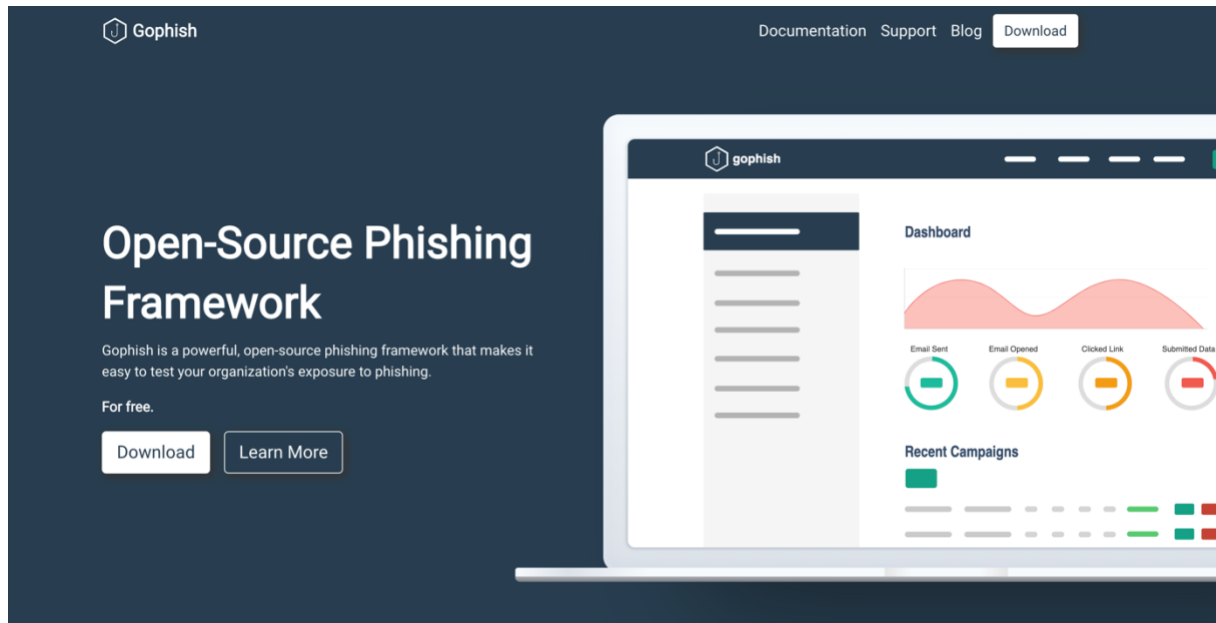 Gophish
Documentation Support Blog Download
gophish
Dashboard
Open-Source Phishing
Framework
Gophish is a powerful, open-source phishing framework that makes it
easy to test your organization's exposure to phishing.
For free.
Download Learn More
Email Sent Email Opened Clicked Link Submitted Data
Recent Campaigns